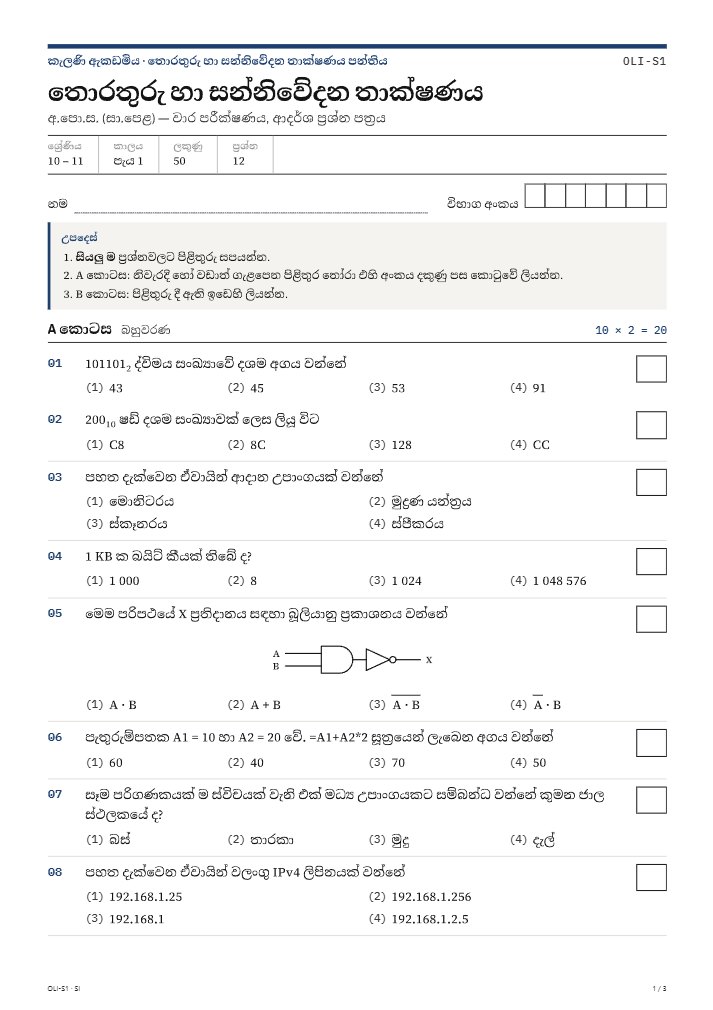 කැලණි ඇකඩමිය · තොරතුරු හා සන්නිවේදන තාක්ෂණය පන්තිය OLI-S1
තොරතුරු හා සන්නිවේදන තාක්ෂණය
අ.පො.ස. (සා.පෙළ) — වාර පරීක්ෂණය, ආදර්ශ ප්‍රශ්න පත්‍රය
ශ්‍රේණිය කාලය ලකුණු ප්‍රශ්න
10 – 11 පැය 1 50 12
නම විභාග අංකය
උපදෙස්
1. සියලු ම ප්‍රශ්නවලට පිළිතුරු සපයන්න.
2. A කොටස: නිවැරදි හෝ වඩාත් ගැළපෙන පිළිතුර තෝරා එහි අංකය දකුණු පස කොටුවේ ලියන්න.
3. B කොටස: පිළිතුරු දී ඇති ඉඩෙහි ලියන්න.
A කොටස බහුවරණ 10 × 2 = 20
01 101101₂ ද්විමය සංඛ්‍යාවේ දශම අගය වන්නේ
(1) 43 (2) 45 (3) 53 (4) 91
02 200₁₀ ෂඩ් දශම සංඛ්‍යාවක් ලෙස ලියූ විට
(1) C8 (2) 8C (3) 128 (4) CC
03 පහත දැක්වෙන ඒවායින් ආදාන උපාංගයක් වන්නේ
(1) මොනිටරය (2) මුද්‍රණ යන්ත්‍රය
(3) ස්කෑනරය (4) ස්පීකරය
04 1 KB ක බයිට් කීයක් තිබේ ද?
(1) 1 000 (2) 8 (3) 1 024 (4) 1 048 576
05 මෙම පරිපථයේ X ප්‍රතිදානය සඳහා බූලියානු ප්‍රකාශනය වන්නේ
A
B
X
(1) A · B (2) A + B (3) A̅ ·̅ B̅ (4) A̅ · B
06 පැතුරුම්පතක A1 = 10 හා A2 = 20 වේ. =A1+A2*2 සූත්‍රයෙන් ලැබෙන අගය වන්නේ
(1) 60 (2) 40 (3) 70 (4) 50
07 සෑම පරිගණකයක් ම ස්විචයක් වැනි එක් මධ්‍ය උපාංගයකට සම්බන්ධ වන්නේ කුමන ජාල
ස්ථලකයේ ද?
(1) බස් (2) තාරකා (3) මුදු (4) දැල්
08 පහත දැක්වෙන ඒවායින් වලංගු IPv4 ලිපිනයක් වන්නේ
(1) 192.168.1.25 (2) 192.168.1.256
(3) 192.168.1 (4) 192.168.1.2.5
OLI-S1 · SI 1 / 3